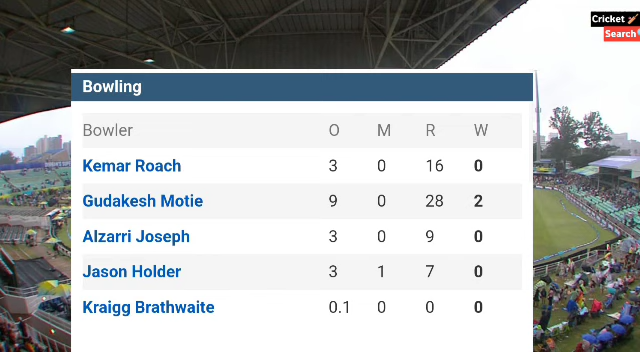 Cricket
Search
Bowling
Bowler O M R W
Kemar Roach 3 0 16 0
Gudakesh Motie 9 0 28 2
Alzarri Joseph 3 0 9 0
Jason Holder 3 1 7 0
Kraigg Brathwaite 0.1 0 0 0